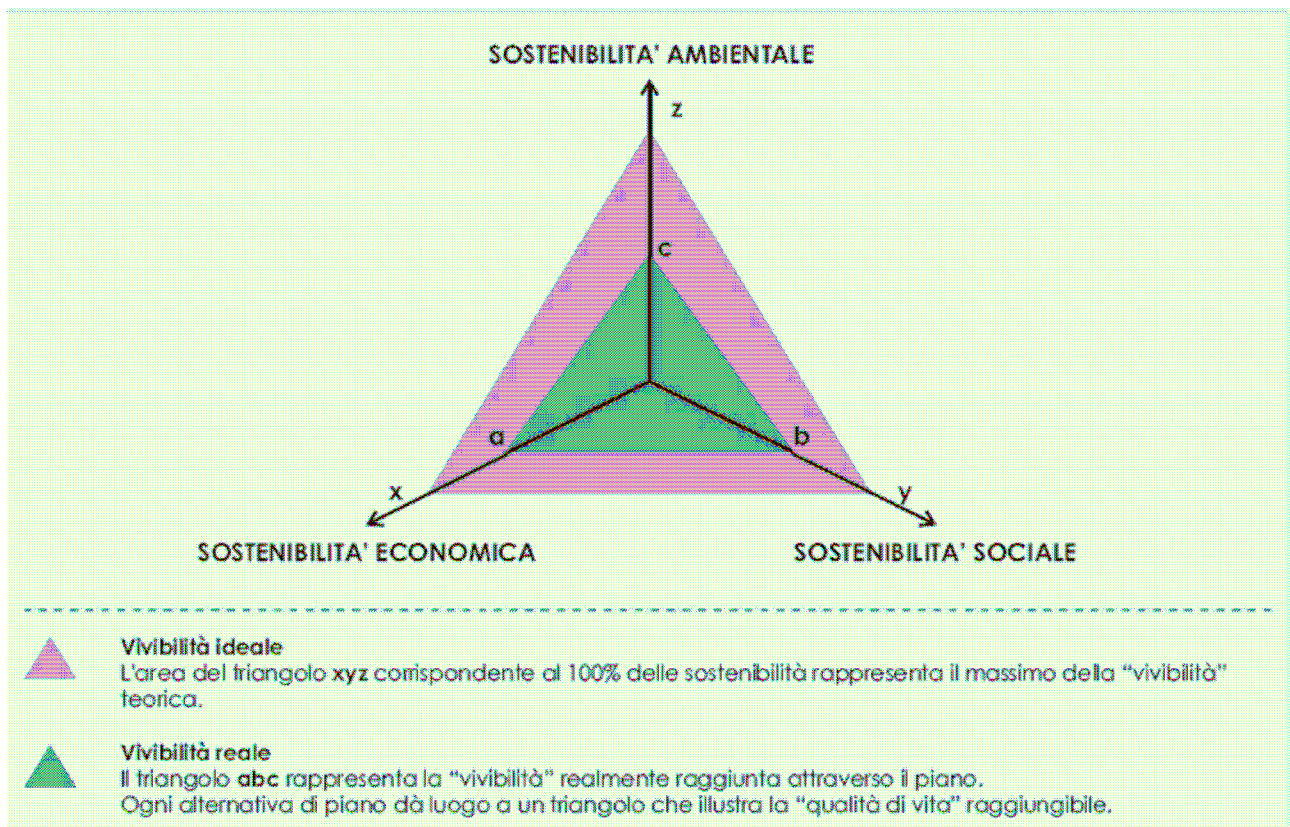 SOSTENIBILITA' AMBIENTALE
z
c
a
b
x
y
SOSTENIBILITA' ECONOMICA
SOSTENIBILITA' SOCIALE
Vivibilità ideale
L'area del triangolo xyz corrispondente al 100% delle sostenibilità rappresenta il massimo della “vivibilità”
teorica.
Vivibilità reale
Il triangolo abc rappresenta la “vivibilità” realmente raggiunta attraverso il piano.
Ogni alternativa di piano dà luogo a un triangolo che illustra la “qualità di vita” raggiungibile.